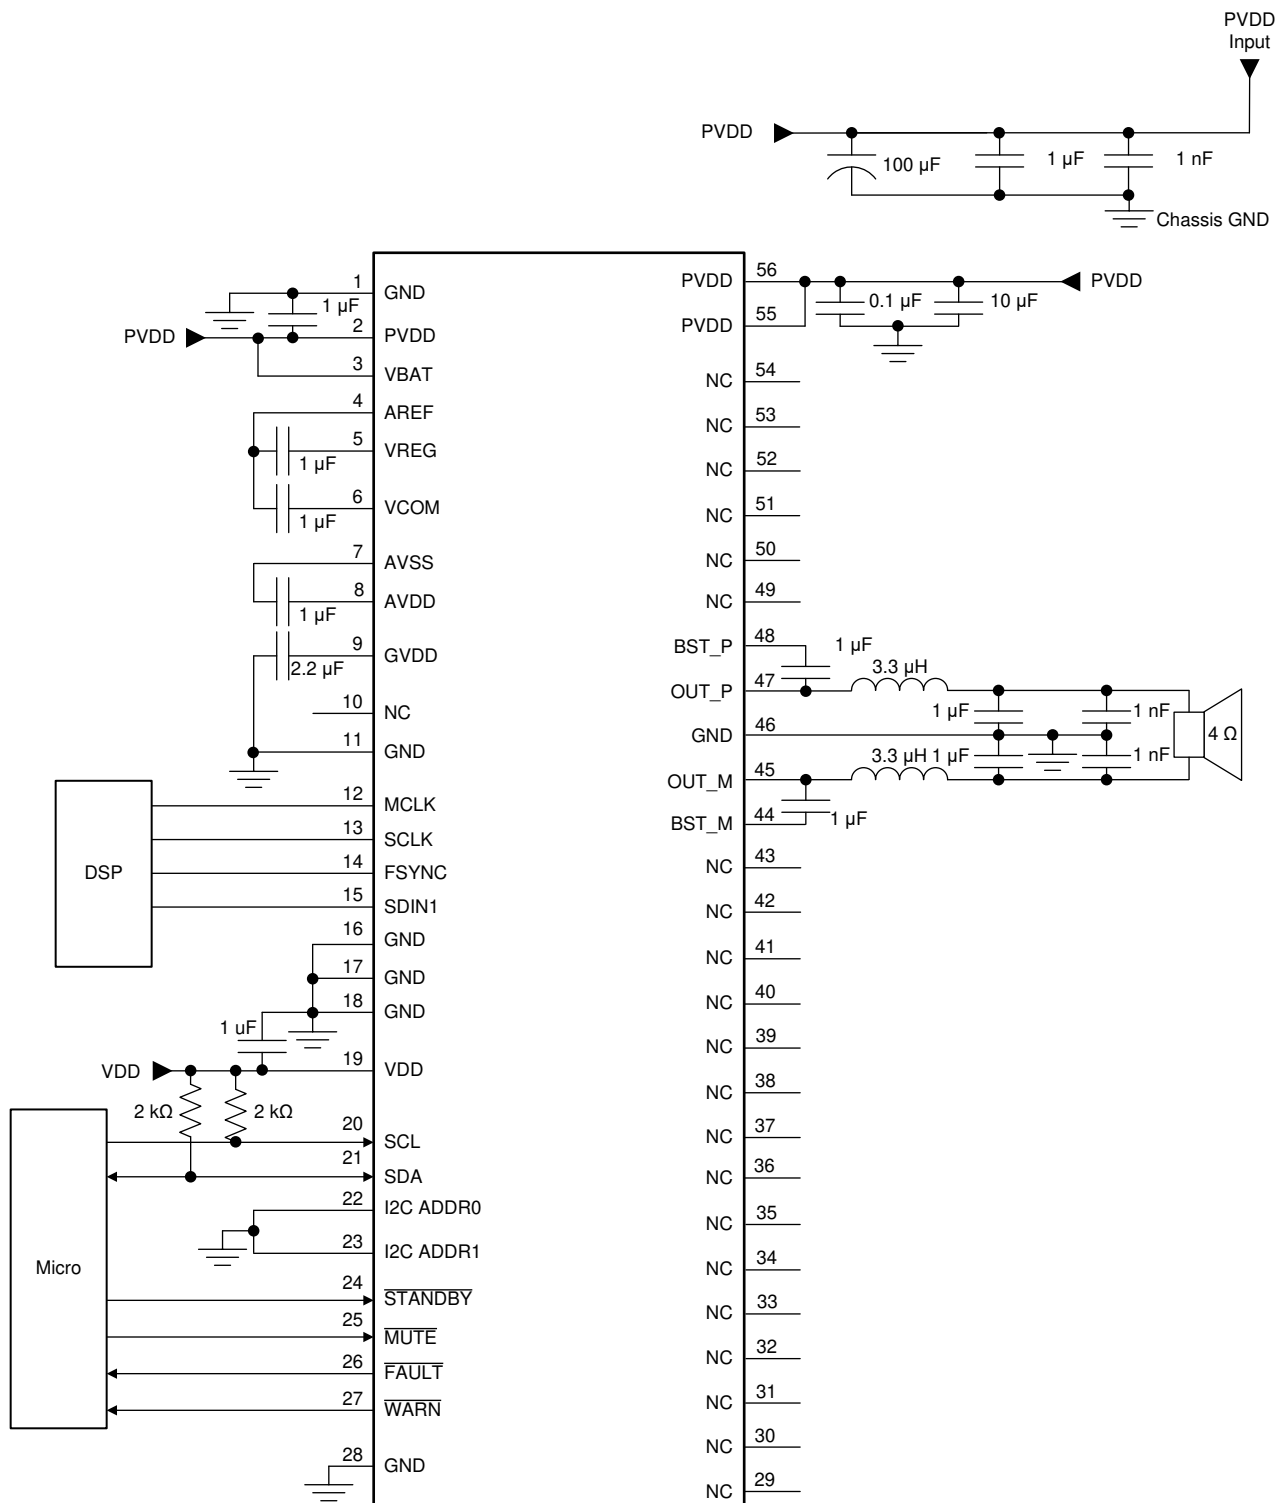 PVDD
Input
PVDD
100 µF
1 µF
1 nF
Chassis GND
1
GND
1 µF
2
PVDD
PVDD
3
VBAT
4
AREF
5
VREG
1 µF
6
VCOM
1 µF
7
AVSS
8
AVDD
1 µF
9
GVDD
2.2 µF
10
NC
11
GND
DSP
12
MCLK
13
SCLK
14
FSYNC
15
SDIN1
16
GND
17
GND
18
GND
1 uF
19
VDD
VDD
2 kΩ
2 kΩ
20
SCL
21
SDA
22
I2C ADDR0
23
I2C ADDR1
Micro
24
STANDBY
25
MUTE
26
FAULT
27
WARN
28
GND
PVDD
56
PVDD
0.1 µF
10 µF
PVDD
55
NC
54
NC
53
NC
52
NC
51
NC
50
NC
49
BST_P
48
1 µF
OUT_P
47
3.3 µH
1 µF
1 nF
GND
46
4 Ω
3.3 µH
1 µF
1 nF
OUT_M
45
BST_M
44
1 µF
NC
43
NC
42
NC
41
NC
40
NC
39
NC
38
NC
37
NC
36
NC
35
NC
34
NC
33
NC
32
NC
31
NC
30
NC
29